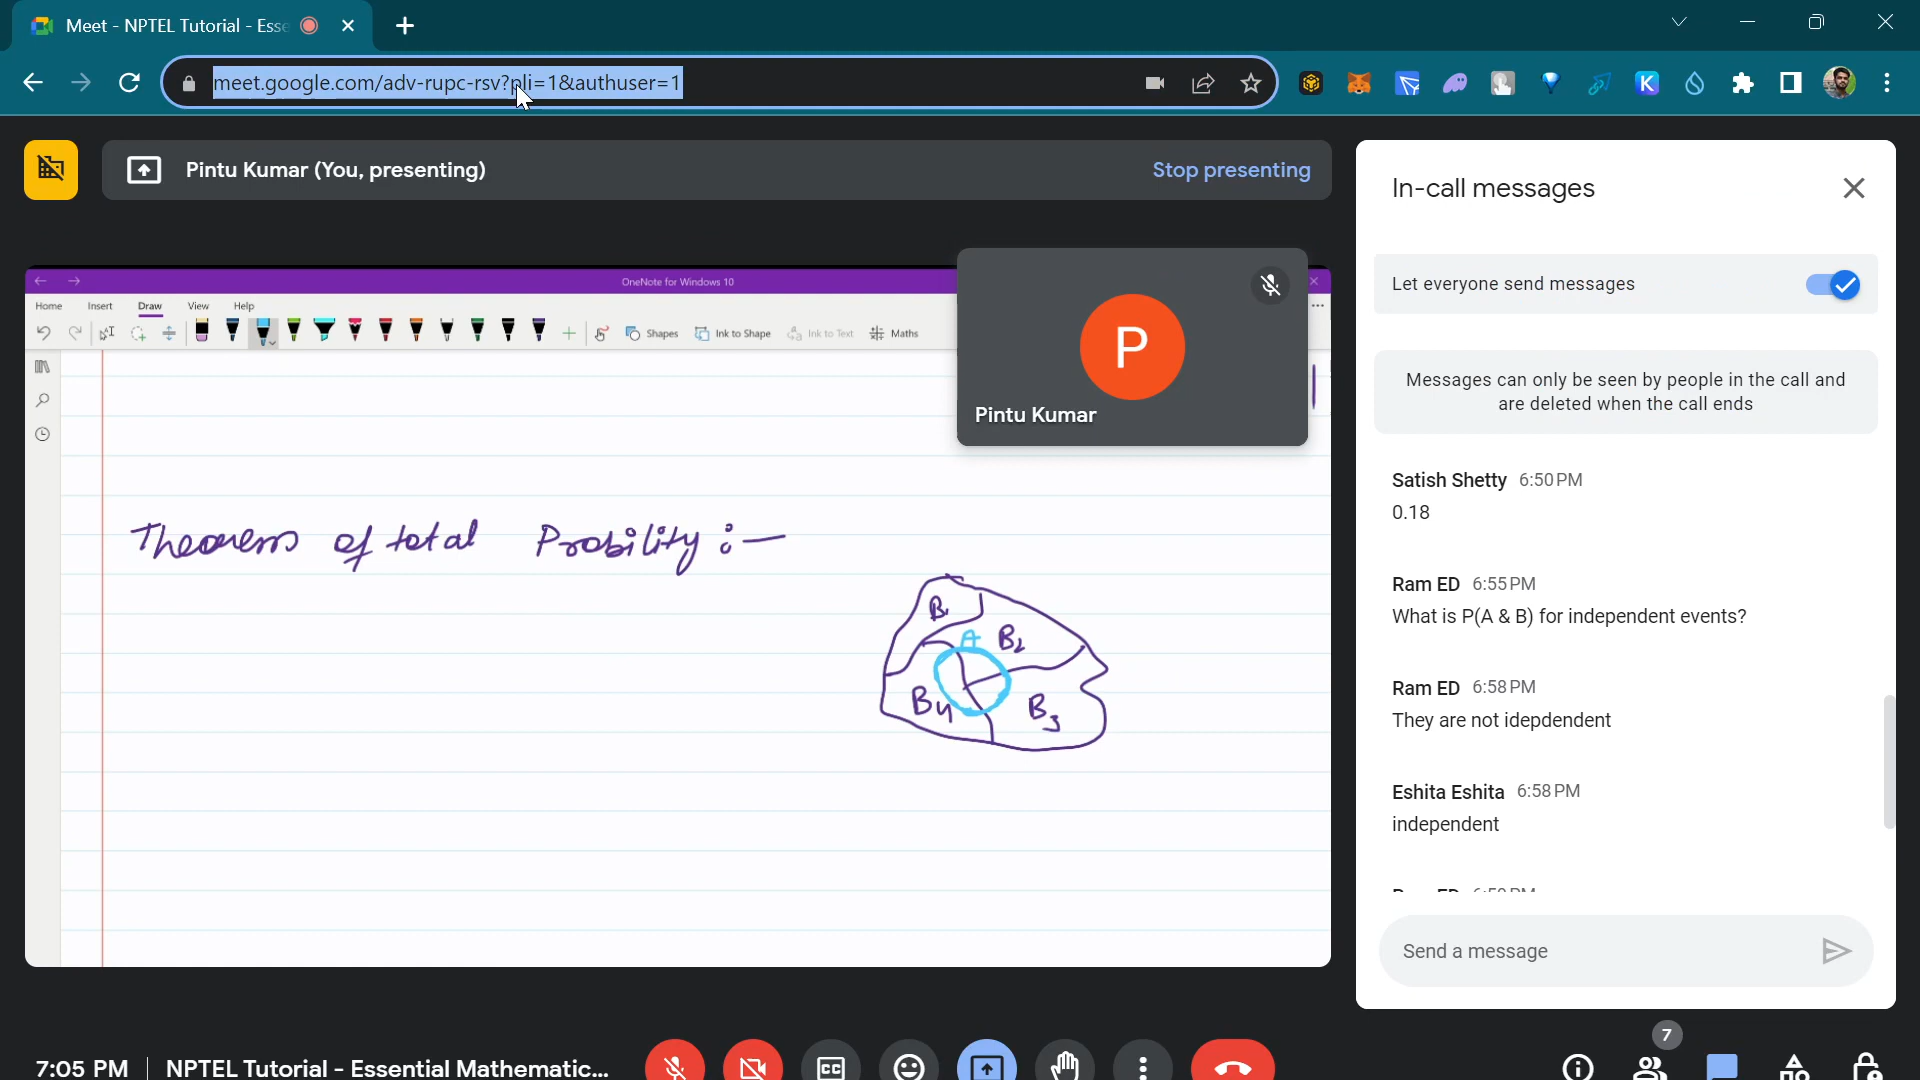 Meet - NPTEL Tutorial - Esse
meet.google.com/adv-rupc-rsv?pli=1&authuser=1
Pintu Kumar (You, presenting)
Stop presenting
OneNote for Windows 10
Home Insert Draw View Help
Shapes Ink to Shape Ink to Text Maths
P
Pintu Kumar
Theorem of total Probility :—
B1
A
B2
B4
B3
In-call messages
Let everyone send messages
Messages can only be seen by people in the call and
are deleted when the call ends
Satish Shetty 6:50 PM
0.18
Ram ED 6:55 PM
What is P(A & B) for independent events?
Ram ED 6:58 PM
They are not idepdendent
Eshita Eshita 6:58 PM
independent
Send a message
7:05 PM NPTEL Tutorial - Essential Mathematic...
CC
7